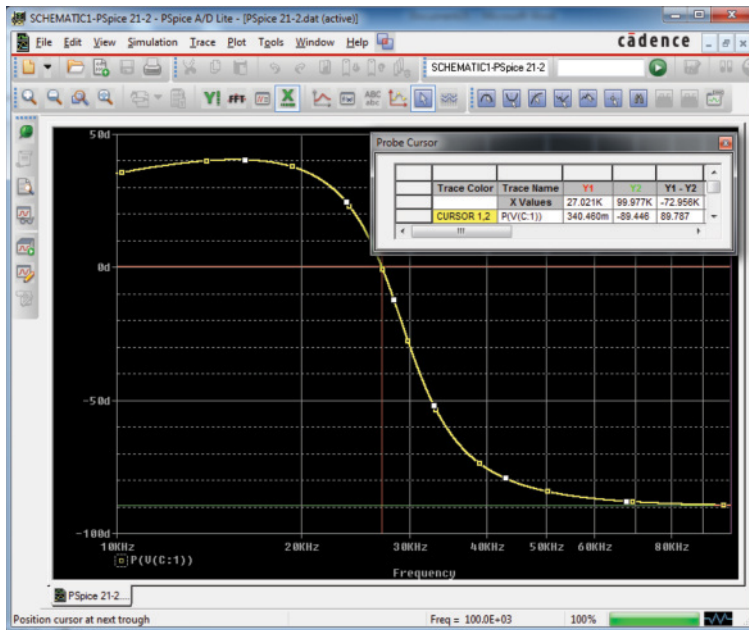 SCHEMATIC1-PSpice 21-2 - PSpice A/D Lite - [PSpice 21-2.dat (active)]
File Edit View Simulation Trace Plot Tools Window Help
cādence
SCHEMATIC1-PSpice 21-2
FFT
ABC
abc
50d
0d
-50d
-100d
Probe Cursor
Trace Color Trace Name Y1 Y2 Y1 - Y2
X Values 27.021K 99.977K -72.956K
CURSOR 1,2 P(V(C:1)) 340.460m -89.446 89.787
10KHz 20KHz 30KHz 40KHz 50KHz 60KHz 80KHz
P(V(C:1))
Frequency
PSpice 21-2...
Position cursor at next trough Freq = 100.0E+03 100%